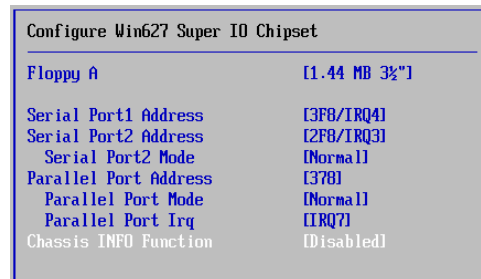 Configure Win627 Super IO Chipset
Floppy A [1.44 MB 3½"]
Serial Port1 Address [3F8/IRQ4]
Serial Port2 Address [2F8/IRQ3]
Serial Port2 Mode [Normal]
Parallel Port Address [378]
Parallel Port Mode [Normal]
Parallel Port Irq [IRQ7]
Chassis INFO Function [Disabled]